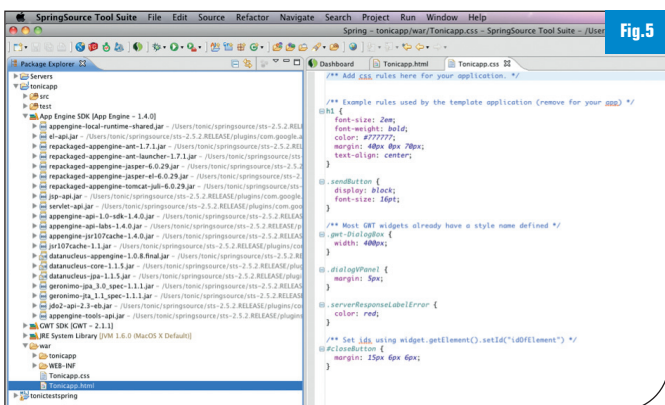 SpringSource Tool Suite File Edit Source Refactor Navigate Search Project Run Window Help
Spring - tonicapp/war/Tonicapp.css - SpringSource Tool Suite - /User
Fig.5
Package Explorer
Servers
tonicapp
src
test
App Engine SDK [App Engine - 1.4.0]
appengine-local-runtime-shared.jar - /Users/tonic/springsource/sts-2.5.2.REL
el-api.jar - /Users/tonic/springsource/sts-2.5.2.RELEASE/plugins/com.google.a
repackaged-appengine-ant-1.7.1.jar - /Users/tonic/springsource/sts-2.5.2.REL
repackaged-appengine-ant-launcher-1.7.1.jar - /Users/tonic/springsource/sts
repackaged-appengine-jasper-6.0.29.jar - /Users/tonic/springsource/sts-2.5.2
repackaged-appengine-jasper-el-6.0.29.jar - /Users/tonic/springsource/sts-2.
repackaged-appengine-tomcat-juli-6.0.29.jar - /Users/tonic/springsource/sts-
jsp-api.jar - /Users/tonic/springsource/sts-2.5.2.RELEASE/plugins/com.google.
servlet-api.jar - /Users/tonic/springsource/sts-2.5.2.RELEASE/plugins/com.goo
appengine-api-1.0-sdk-1.4.0.jar - /Users/tonic/springsource/sts-2.5.2.RELEAS
appengine-api-labs-1.4.0.jar - /Users/tonic/springsource/sts-2.5.2.RELEASE/p
appengine-jsr107cache-1.4.0.jar - /Users/tonic/springsource/sts-2.5.2.RELEAS
jsr107cache-1.1.jar - /Users/tonic/springsource/sts-2.5.2.RELEASE/plugins/co
datanucleus-appengine-1.0.8.final.jar - /Users/tonic/springsource/sts-2.5.2.R
datanucleus-core-1.1.5.jar - /Users/tonic/springsource/sts-2.5.2.RELEASE/plug
datanucleus-jpa-1.1.5.jar - /Users/tonic/springsource/sts-2.5.2.RELEASE/plugi
geronimo-jpa_3.0_spec-1.1.1.jar - /Users/tonic/springsource/sts-2.5.2.RELEAS
geronimo-jta_1.1_spec-1.1.1.jar - /Users/tonic/springsource/sts-2.5.2.RELEAS
jdo2-api-2.3-eb.jar - /Users/tonic/springsource/sts-2.5.2.RELEASE/plugins/co
appengine-tools-api.jar - /Users/tonic/springsource/sts-2.5.2.RELEASE/plugin
GWT SDK [GWT - 2.1.1]
JRE System Library [JVM 1.6.0 (MacOS X Default)]
war
tonicapp
WEB-INF
Tonicapp.css
Tonicapp.html
tonictestspring
Dashboard Tonicapp.html Tonicapp.css
/** Add css rules here for your application. */
/** Example rules used by the template application (remove for your app) */
h1 {
font-size: 2em;
font-weight: bold;
color: #777777;
margin: 40px 0px 70px;
text-align: center;
}
.sendButton {
display: block;
font-size: 16pt;
}
/** Most GWT widgets already have a style name defined */
.gwt-DialogBox {
width: 400px;
}
.dialogVPanel {
margin: 5px;
}
.serverResponseLabelError {
color: red;
}
/** Set ids using widget.getElement().setId("idOfElement") */
#closeButton {
margin: 15px 6px 6px;
}